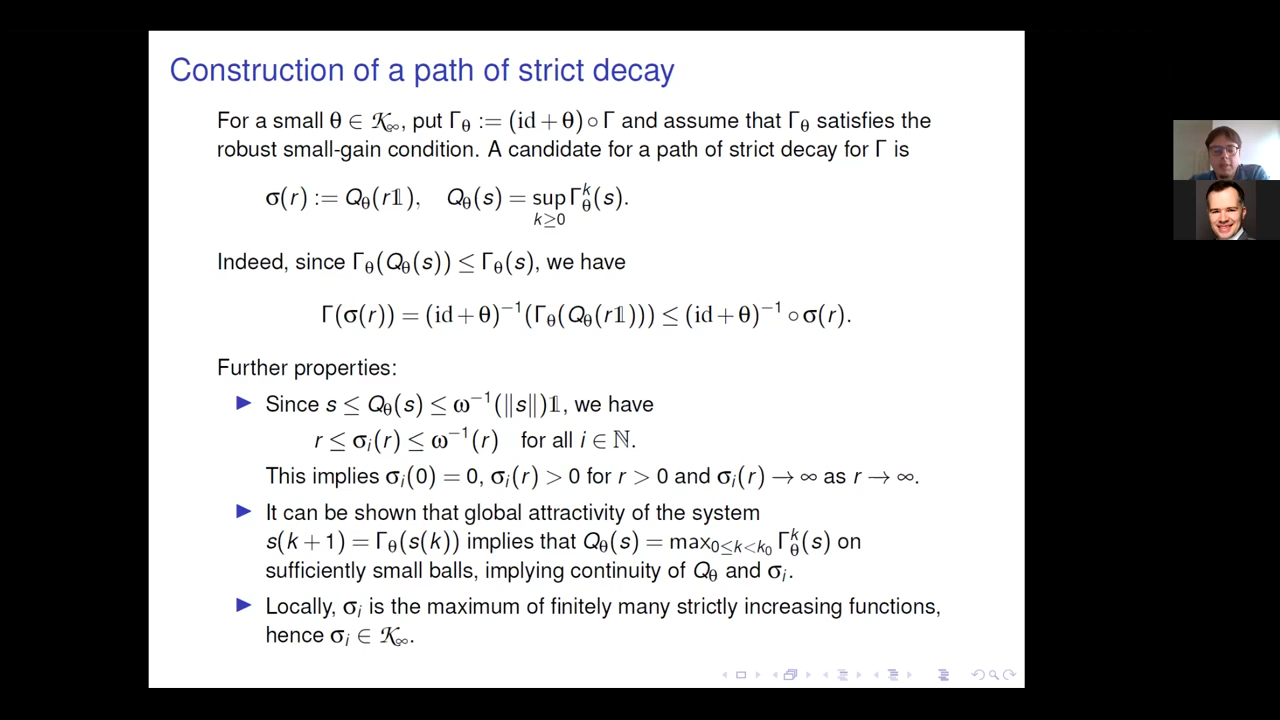 Construction of a path of strict decay
For a small θ ∈ 𝒦∞, put Γθ := (id + θ) ∘ Γ and assume that Γθ satisfies the
robust small-gain condition. A candidate for a path of strict decay for Γ is
σ(r) := Qθ(r𝟙), Qθ(s) = sup_{k≥0} Γθ^k(s).
Indeed, since Γθ(Qθ(s)) ≤ Γθ(s), we have
Γ(σ(r)) = (id + θ)⁻¹(Γθ(Qθ(r𝟙))) ≤ (id + θ)⁻¹ ∘ σ(r).
Further properties:
▶ Since s ≤ Qθ(s) ≤ ω⁻¹(‖s‖)𝟙, we have
r ≤ σi(r) ≤ ω⁻¹(r) for all i ∈ ℕ.
This implies σi(0) = 0, σi(r) > 0 for r > 0 and σi(r) → ∞ as r → ∞.
▶ It can be shown that global attractivity of the system
s(k + 1) = Γθ(s(k)) implies that Qθ(s) = max_{0≤k<k₀} Γθ^k(s) on
sufficiently small balls, implying continuity of Qθ and σi.
▶ Locally, σi is the maximum of finitely many strictly increasing functions,
hence σi ∈ 𝒦∞.